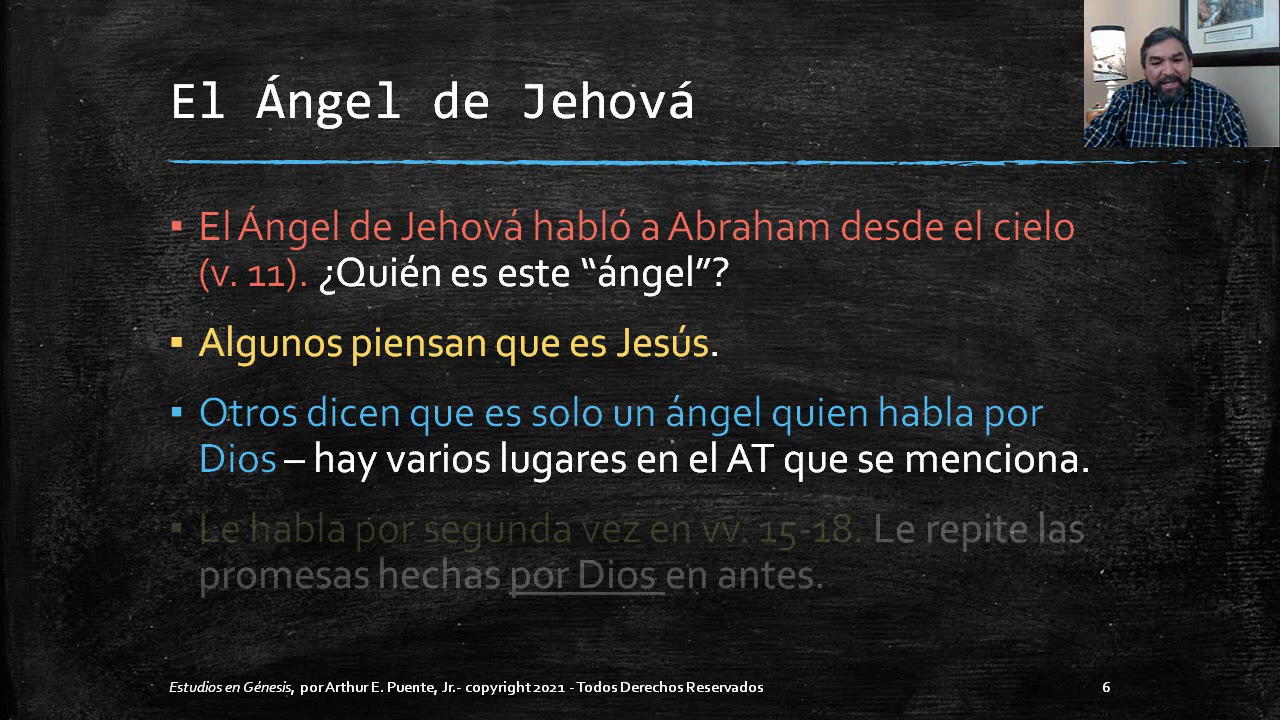 El Ángel de Jehová
▪ El Ángel de Jehová habló a Abraham desde el cielo
(v. 11). ¿Quién es este “ángel”?
▪ Algunos piensan que es Jesús.
▪ Otros dicen que es solo un ángel quien habla por
Dios – hay varios lugares en el AT que se menciona.
▪ Le habla por segunda vez en vv. 15-18. Le repite las
promesas hechas por Dios en antes.
Estudios en Génesis, por Arthur E. Puente, Jr.- copyright 2021 - Todos Derechos Reservados
6